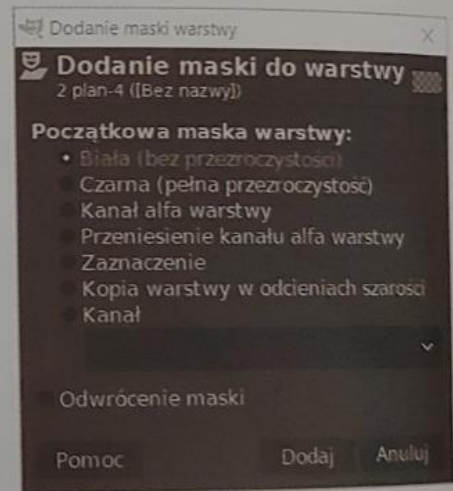 Dodanie maski warstwy
Dodanie maski do warstwy
2 plan-4 ([Bez nazwy])
Początkowa maska warstwy:
Biała (bez przezroczystości)
Czarna (pełna przezroczystość)
Kanał alfa warstwy
Przeniesienie kanału alfa warstwy
Zaznaczenie
Kopia warstwy w odcieniach szarości
Kanał
Odwrócenie maski
Pomoc Dodaj Anuluj